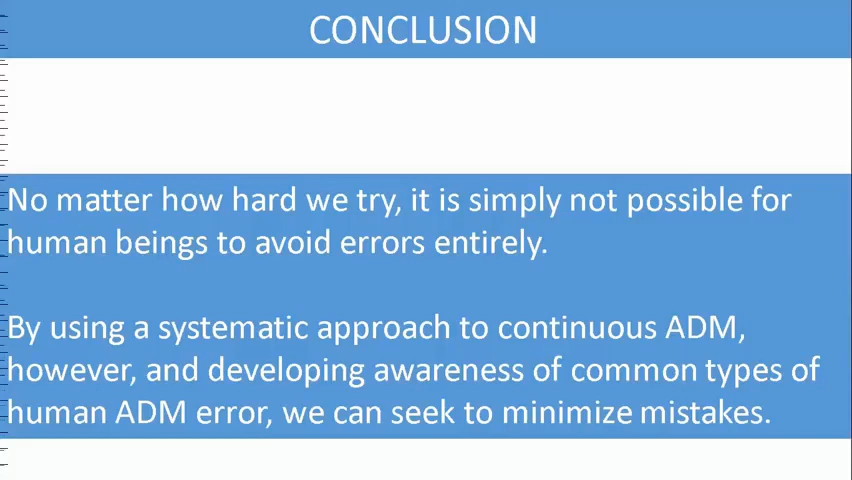 CONCLUSION
No matter how hard we try, it is simply not possible for
human beings to avoid errors entirely.
By using a systematic approach to continuous ADM,
however, and developing awareness of common types of
human ADM error, we can seek to minimize mistakes.